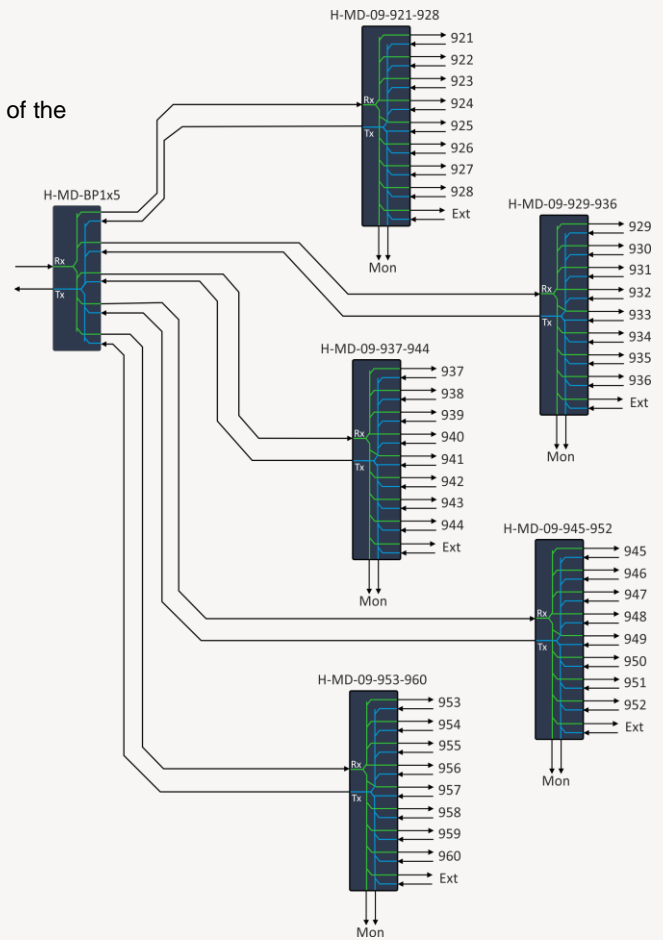 H-MD-09-921-928
921
922
923
924
925
926
927
928
Ext
Rx
Tx
Mon
of the
H-MD-BP1x5
Rx
Tx
H-MD-09-929-936
929
930
931
932
933
934
935
936
Ext
Rx
Tx
Mon
H-MD-09-937-944
937
938
939
940
941
942
943
944
Ext
Rx
Tx
Mon
H-MD-09-945-952
945
946
947
948
949
950
951
952
Ext
Rx
Tx
Mon
H-MD-09-953-960
953
954
955
956
957
958
959
960
Ext
Rx
Tx
Mon